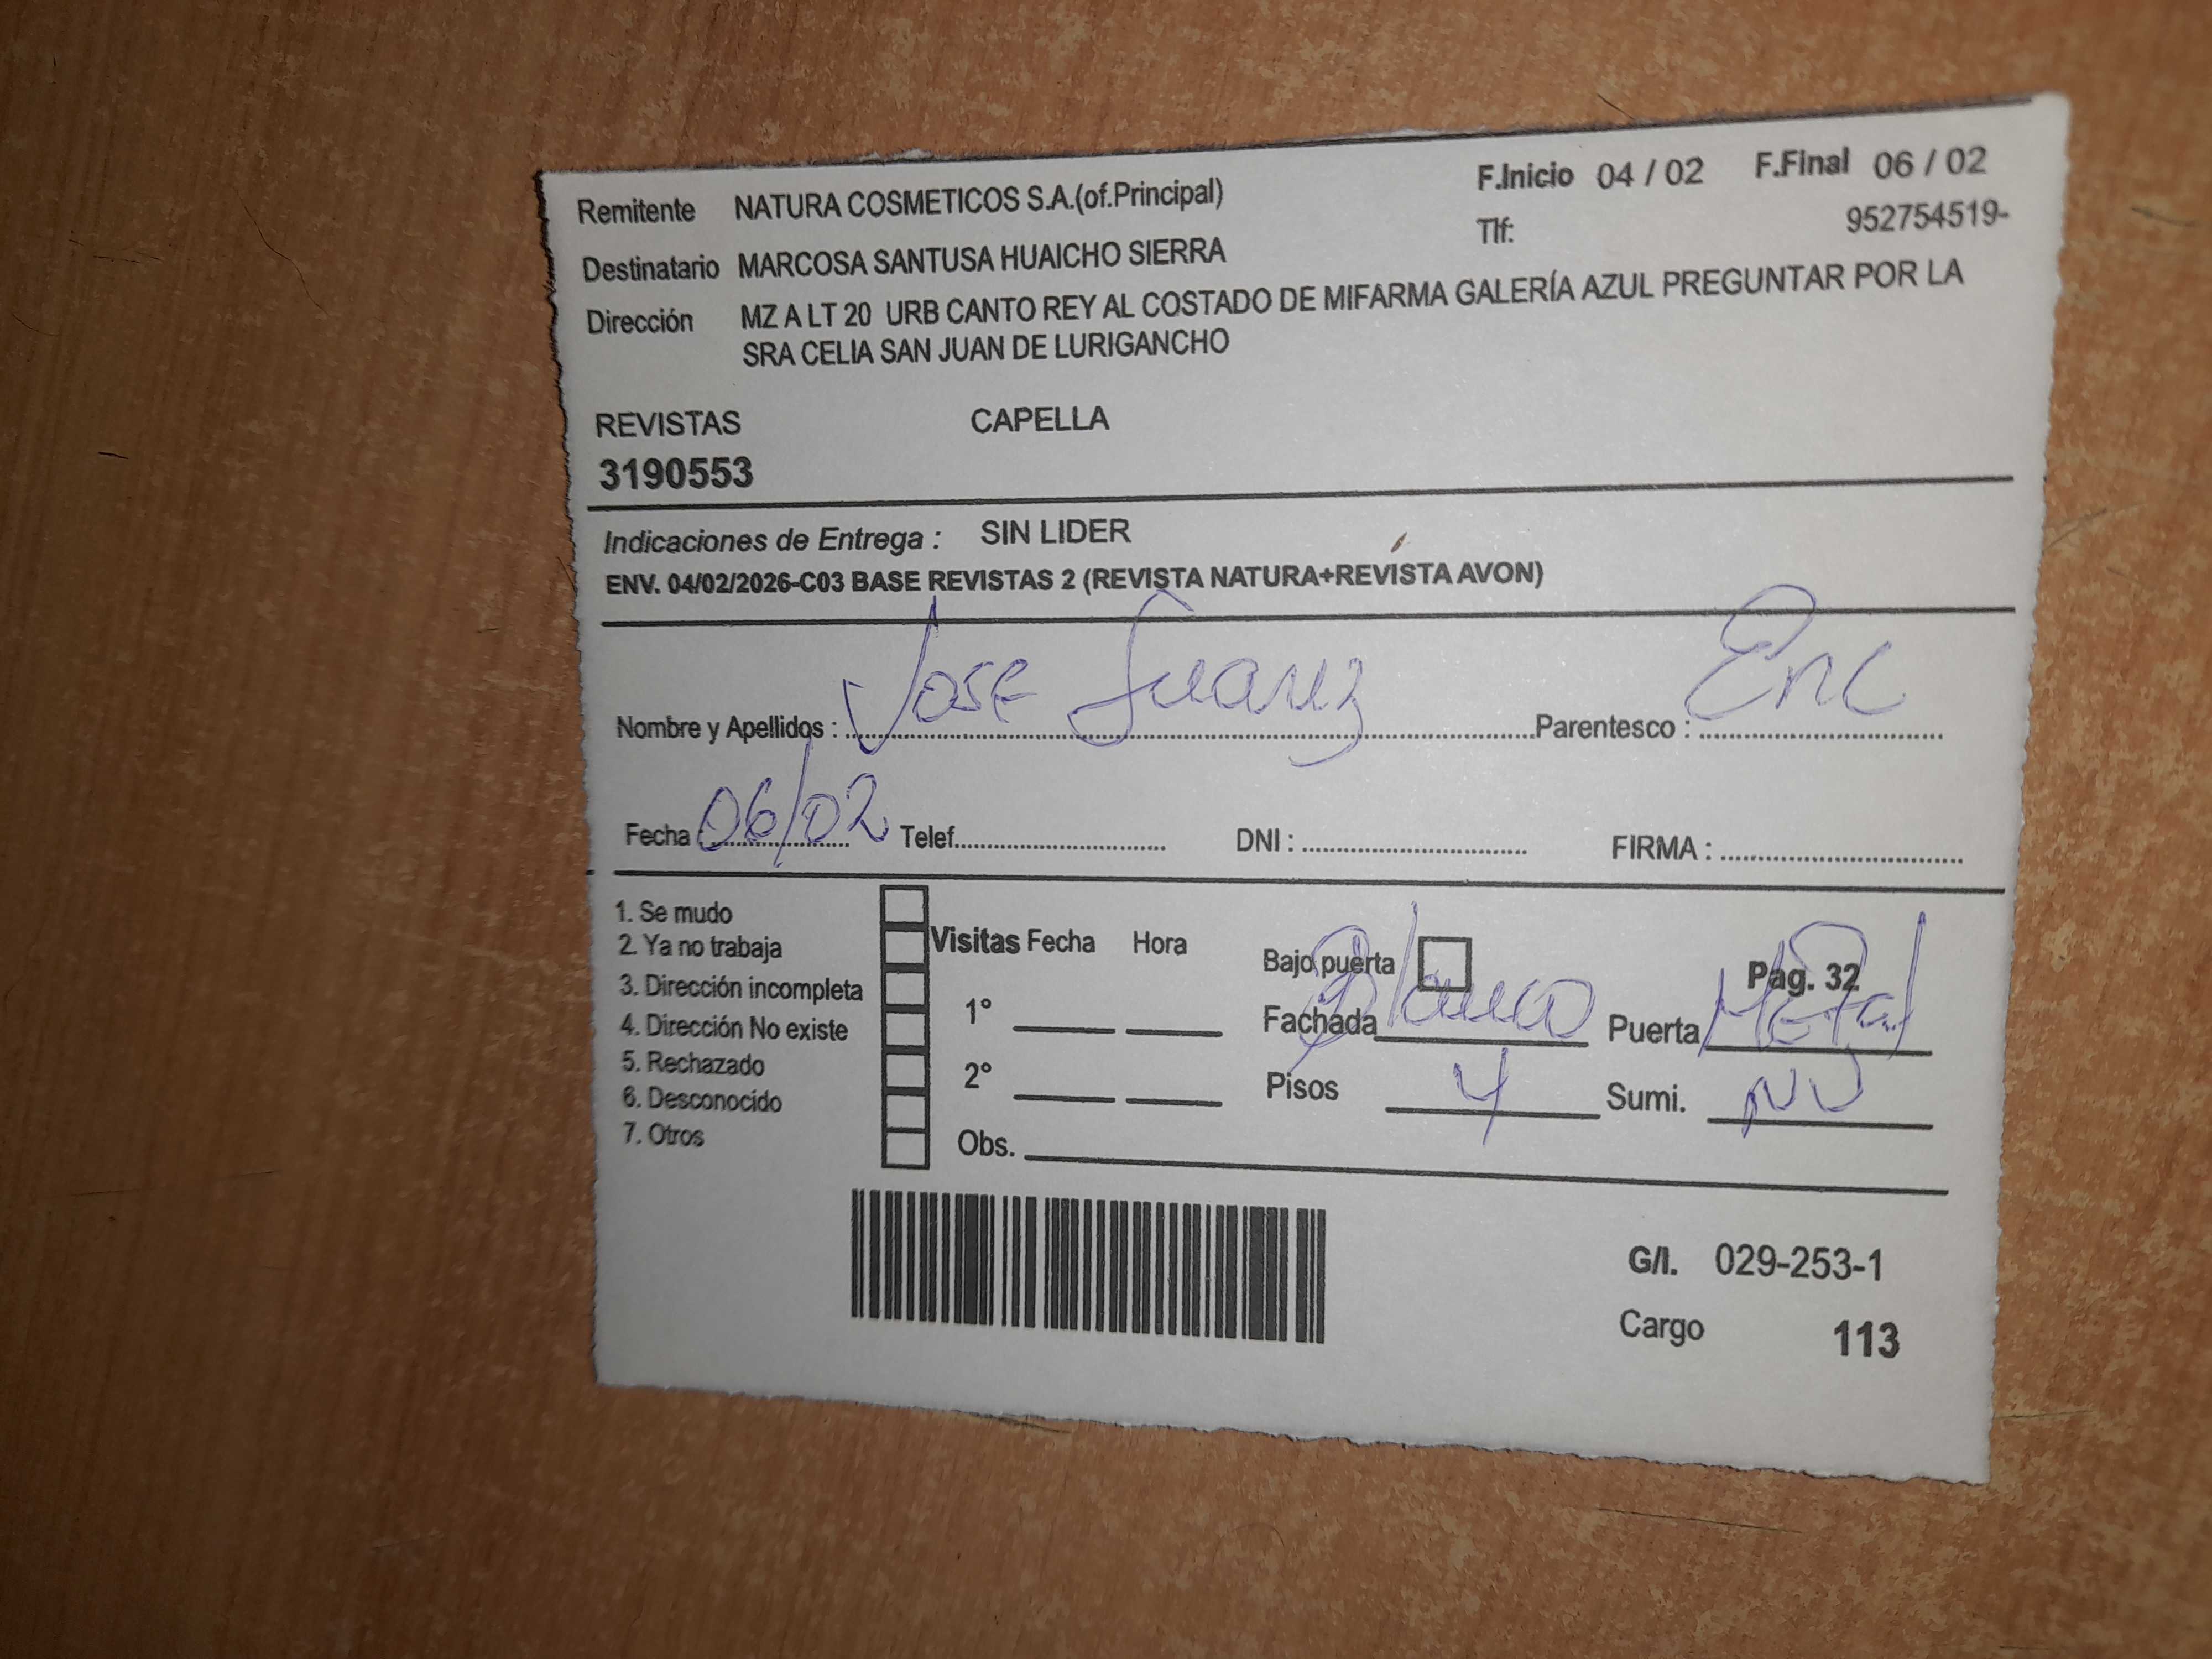 Remitente NATURA COSMETICOS S.A.(of.Principal) F.Inicio 04 / 02 F.Final 06 / 02
Tlf: 952754519-
Destinatario MARCOSA SANTUSA HUAICHO SIERRA
Dirección MZ A LT 20 URB CANTO REY AL COSTADO DE MIFARMA GALERÍA AZUL PREGUNTAR POR LA
SRA CELIA SAN JUAN DE LURIGANCHO
REVISTAS CAPELLA
3190553
Indicaciones de Entrega : SIN LIDER
ENV. 04/02/2026-C03 BASE REVISTAS 2 (REVISTA NATURA+REVISTA AVON)
Nombre y Apellidos : Jose Suarez Parentesco : Enc
Fecha : 06/02 Telef. DNI : FIRMA :
1. Se mudo
2. Ya no trabaja
3. Dirección incompleta
4. Dirección No existe
5. Rechazado
6. Desconocido
7. Otros
Visitas Fecha Hora
1°
2°
Obs.
Bajo puerta Pag. 32
Fachada Blanco Puerta Metal
Pisos 4 Sumi.
G/I. 029-253-1
Cargo 113